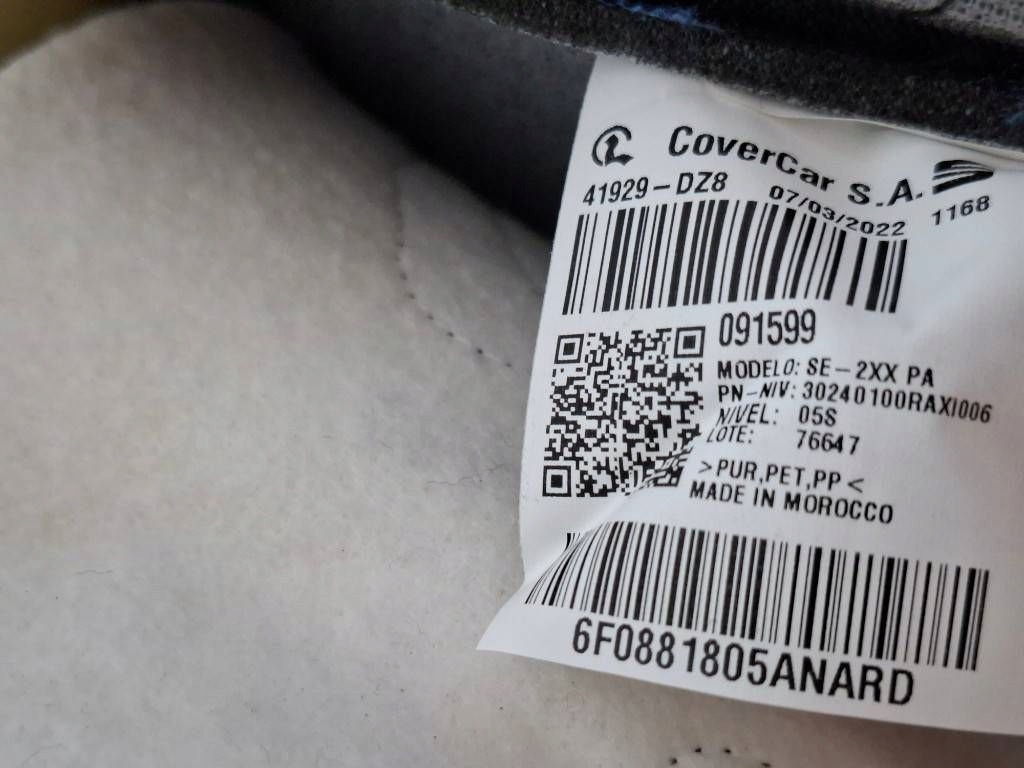 CoverCar S.A.
41929-DZ8 07/03/2022 1168
091599
MODELO: SE-2XX PA
PN-NIV: 30240100RAXI006
NIVEL: 05S
LOTE: 76647
>PUR,PET,PP<
MADE IN MOROCCO
6F0881805ANARD